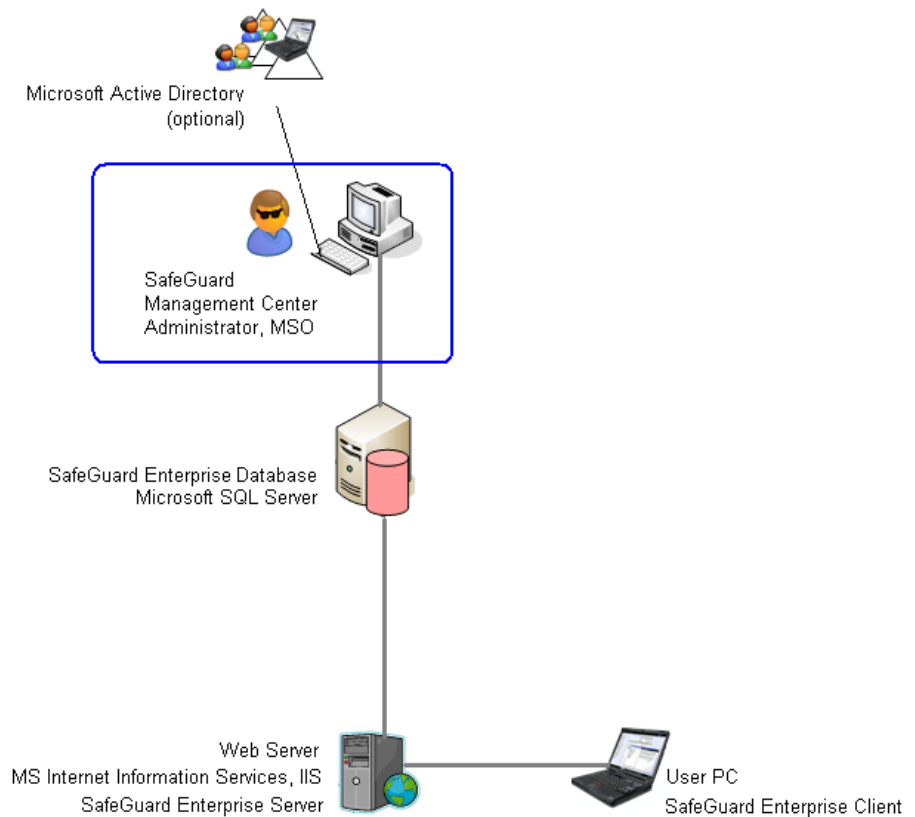 Microsoft Active Directory
(optional)
SafeGuard
Management Center
Administrator, MSO
SafeGuard Enterprise Database
Microsoft SQL Server
Web Server
MS Internet Information Services, IIS
SafeGuard Enterprise Server
User PC
SafeGuard Enterprise Client